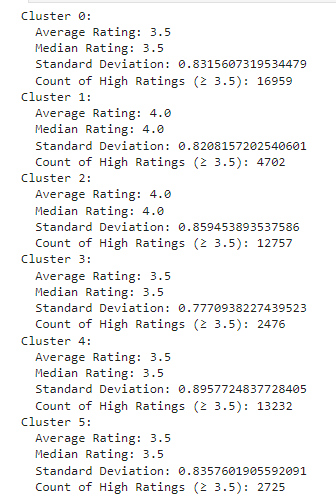 Cluster 0:
Average Rating: 3.5
Median Rating: 3.5
Standard Deviation: 0.8315607319534479
Count of High Ratings (≥ 3.5): 16959
Cluster 1:
Average Rating: 4.0
Median Rating: 4.0
Standard Deviation: 0.8208157202540601
Count of High Ratings (≥ 3.5): 4702
Cluster 2:
Average Rating: 4.0
Median Rating: 4.0
Standard Deviation: 0.859453893537586
Count of High Ratings (≥ 3.5): 12757
Cluster 3:
Average Rating: 3.5
Median Rating: 3.5
Standard Deviation: 0.7770938227439523
Count of High Ratings (≥ 3.5): 2476
Cluster 4:
Average Rating: 3.5
Median Rating: 3.5
Standard Deviation: 0.8957724837728405
Count of High Ratings (≥ 3.5): 13232
Cluster 5:
Average Rating: 3.5
Median Rating: 3.5
Standard Deviation: 0.8357601905592091
Count of High Ratings (≥ 3.5): 2725